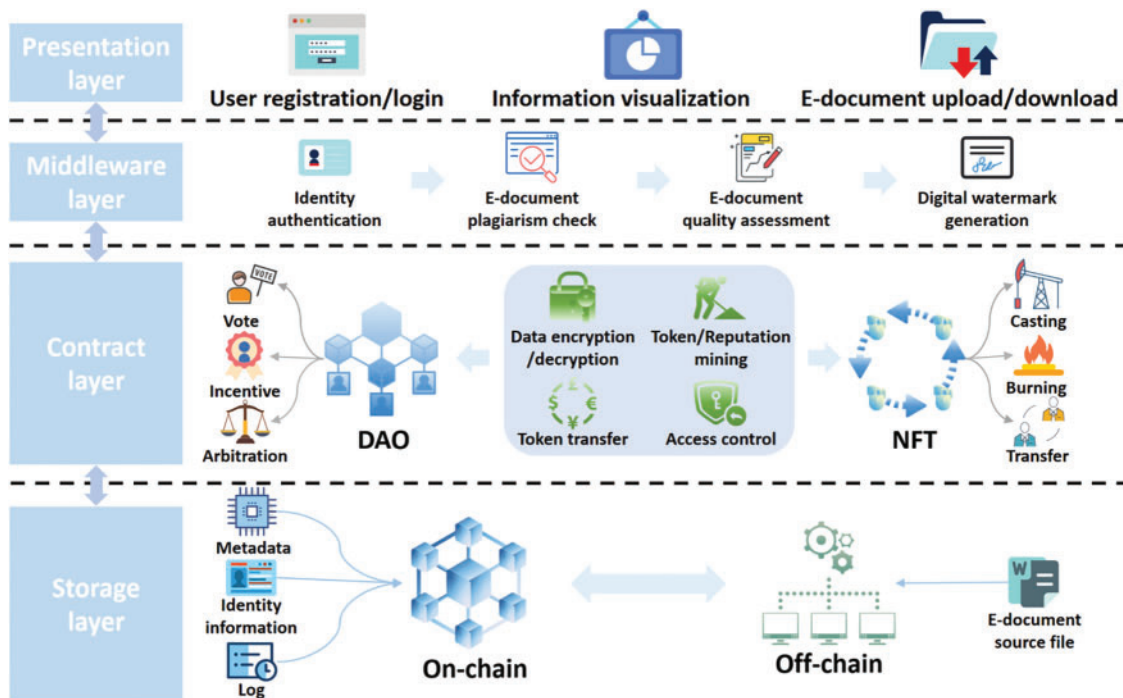 Presentation
layer
User registration/login
Information visualization
E-document upload/download
Middleware
layer
Identity
authentication
E-document
plagiarism check
E-document
quality assessment
Digital watermark
generation
Contract
layer
VOTE
Vote
Incentive
Arbitration
DAO
Data encryption
/decryption
Token/Reputation
mining
Token transfer
Access control
NFT
Casting
Burning
Transfer
Storage
layer
Metadata
Identity
information
Log
On-chain
Off-chain
W
E-document
source file